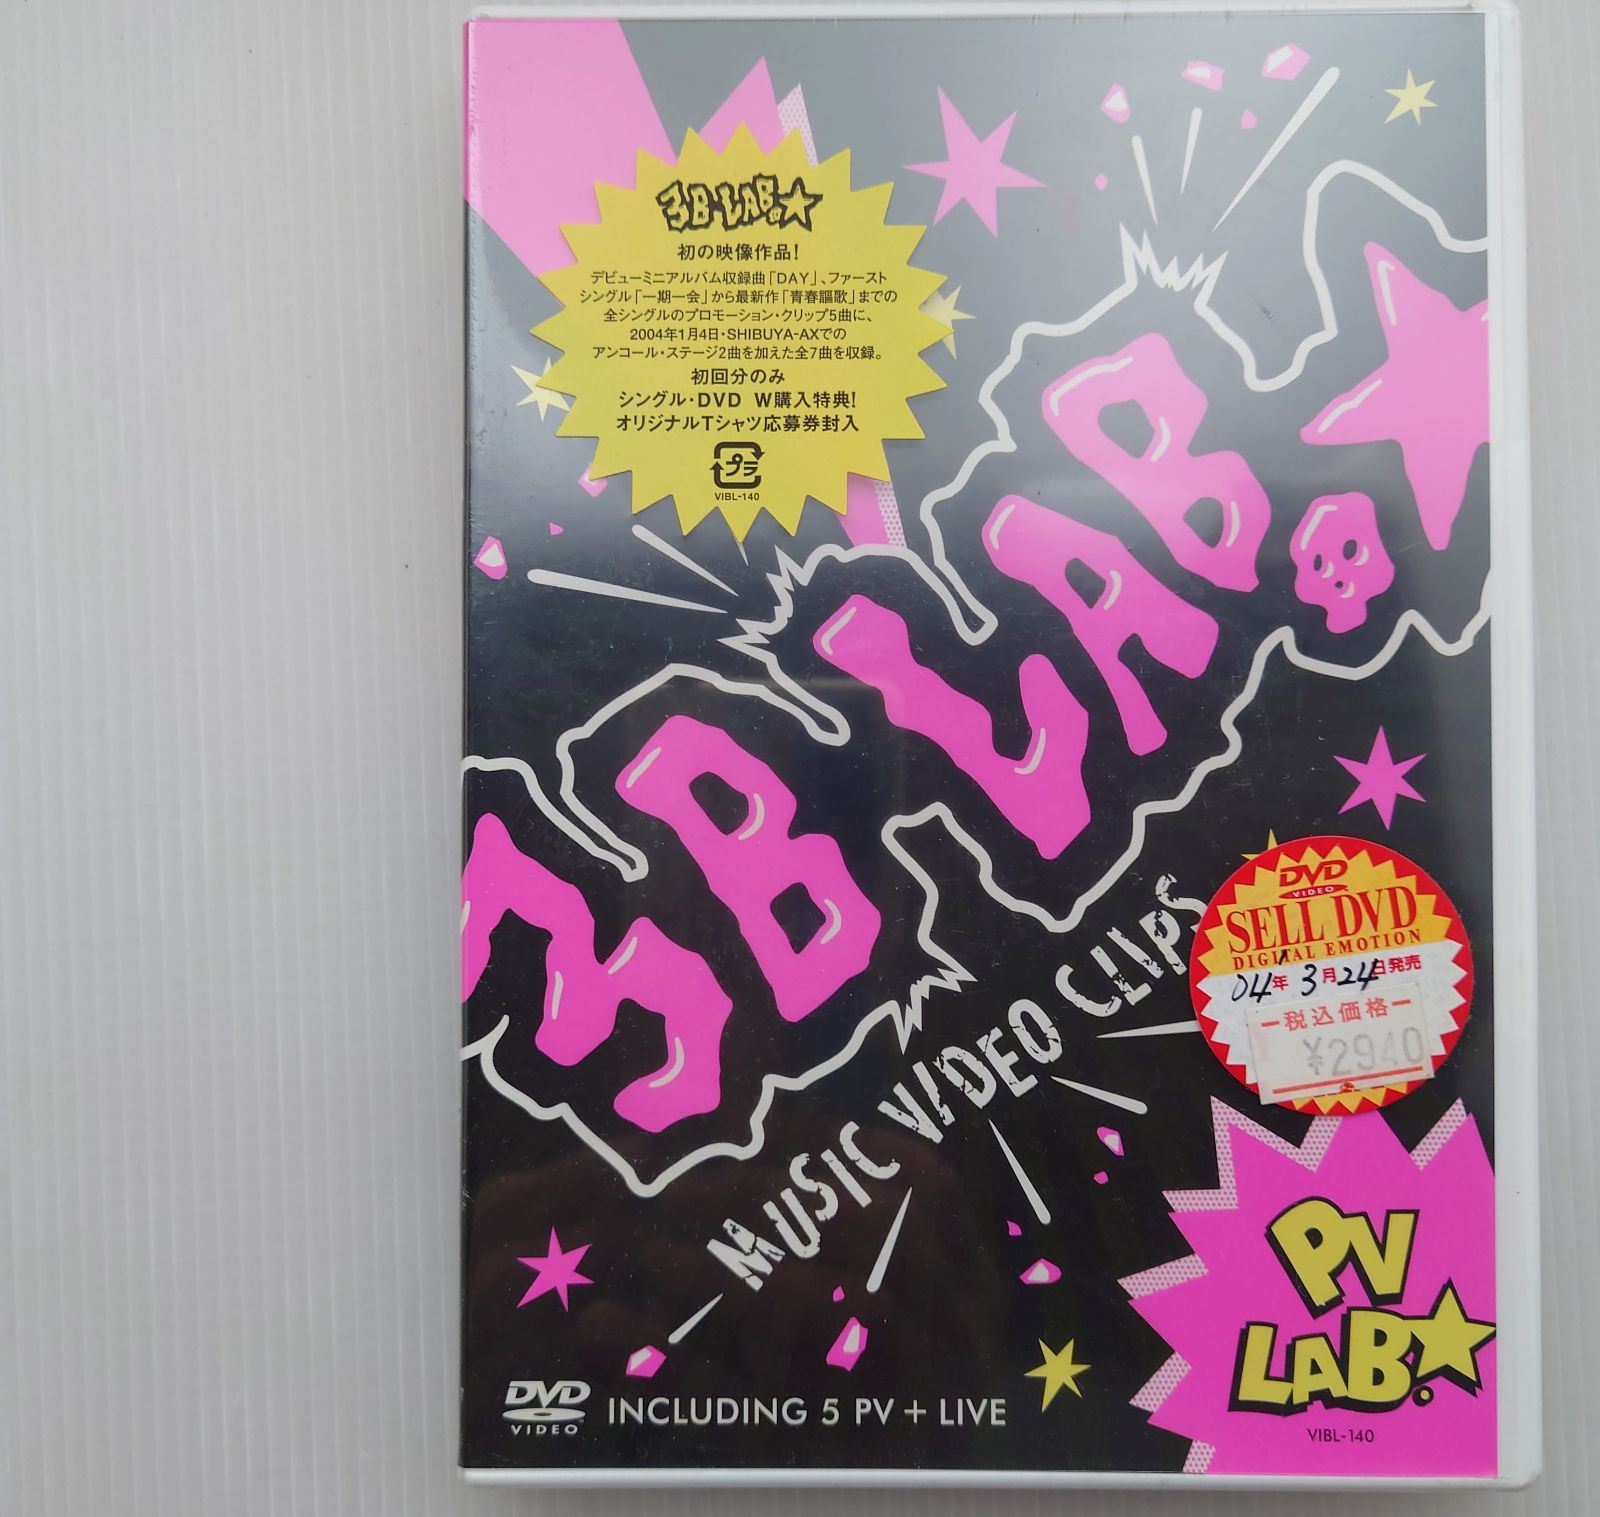 3B LAB.☆
初の映像作品!
デビューミニアルバム収録曲「DAY」、ファースト
シングル「一期一会」から最新作「青春謳歌」までの
全シングルのプロモーション・クリップ5曲に、
2004年1月4日・SHIBUYA-AXでの
アンコール・ステージ2曲を加えた全7曲を収録。
初回分のみ
シングル・DVD W購入特典!
オリジナルTシャツ応募券封入
プラ
VIBL-140
3B LAB.☆
MUSIC VIDEO CLIPS
DVD
VIDEO
SELL DVD
DIGITAL EMOTION
04年3月24日発売
税込価格
¥2940
PV
LAB.☆
VIBL-140
DVD
VIDEO
INCLUDING 5 PV + LIVE